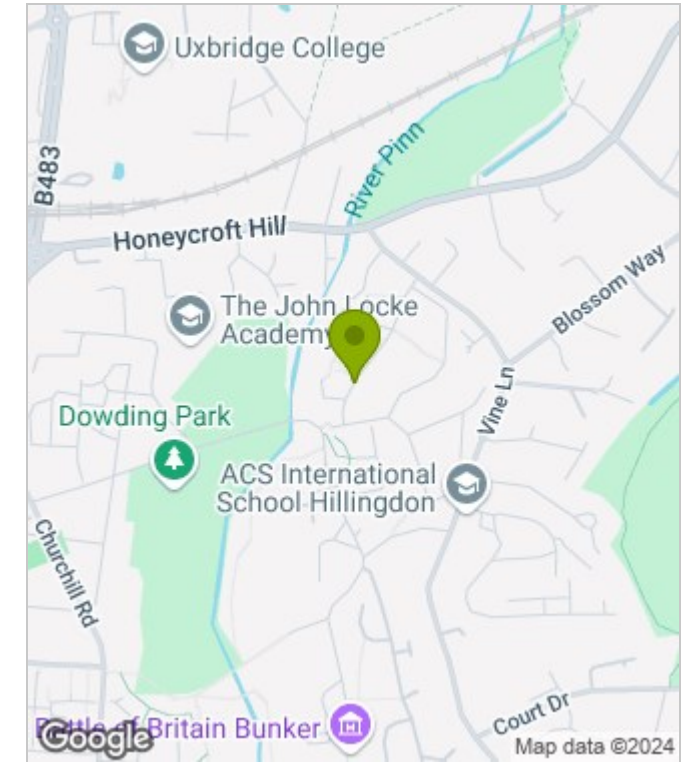 Uxbridge College
River Pinn
B483
Honeycroft Hill
Blossom Way
The John Locke
Academy
Vine Ln
Dowding Park
ACS International
School Hillingdon
Churchill Rd
Battle of Britain Bunker
Court Dr
Google
Map data ©2024